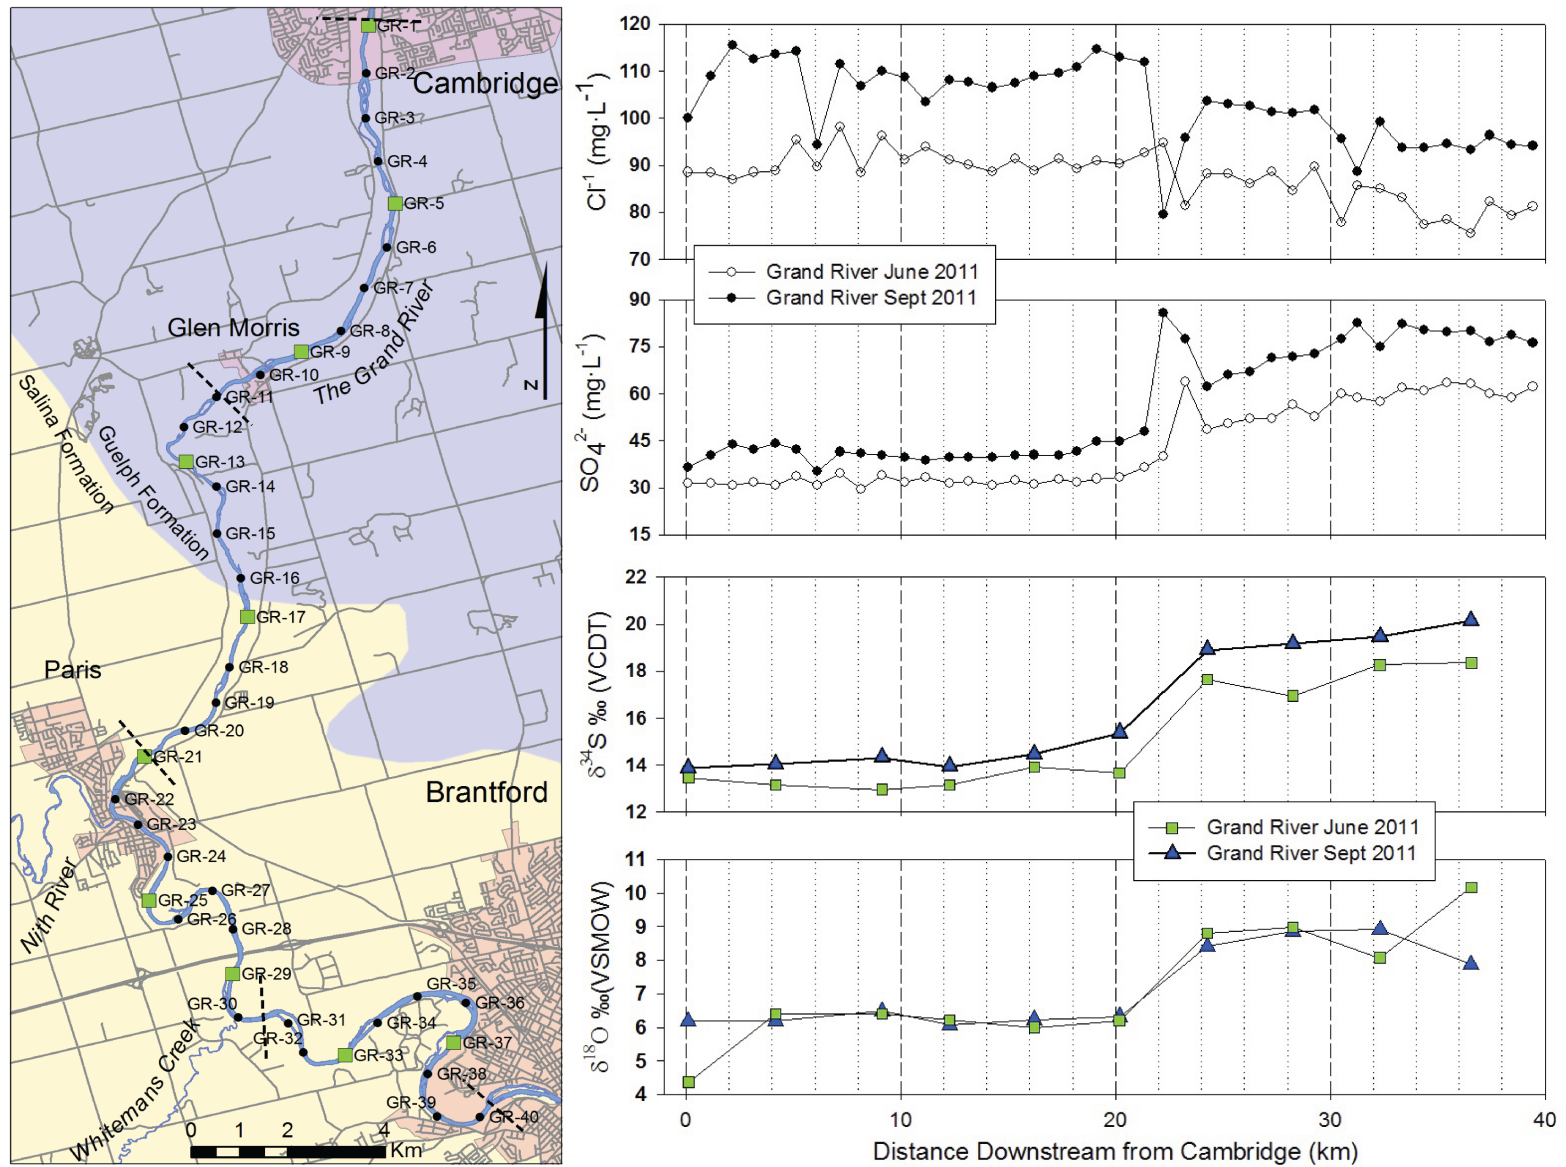 GR-1
GR-2
Cambridge
GR-3
GR-4
GR-5
GR-6
GR-7
Glen Morris
GR-8
GR-9
The Grand River
GR-10
N
GR-11
Salina Formation
Guelph Formation
GR-12
GR-13
GR-14
GR-15
GR-16
GR-17
Paris
GR-18
GR-19
GR-20
GR-21
Brantford
GR-22
GR-23
GR-24
Nith River
GR-25
GR-27
GR-26
GR-28
GR-29
GR-35
GR-30
GR-36
GR-31
GR-34
GR-32
Whitemans Creek
GR-33
GR-37
GR-38
GR-39
GR-40
0 1 2 4
Km
Cl-1 (mg·L-1)
120
110
100
90
80
70
Grand River June 2011
Grand River Sept 2011
SO42- (mg·L-1)
90
75
60
45
30
15
δ34S ‰ (VCDT)
22
20
18
16
14
12
Grand River June 2011
Grand River Sept 2011
δ18O ‰(VSMOW)
11
10
9
8
7
6
5
4
0 10 20 30 40
Distance Downstream from Cambridge (km)